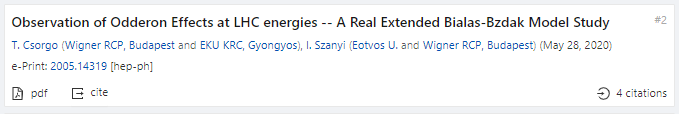 Observation of Odderon Effects at LHC energies -- A Real Extended Bialas-Bzdak Model Study #2
T. Csorgo (Wigner RCP, Budapest and EKU KRC, Gyongyos), I. Szanyi (Eotvos U. and Wigner RCP, Budapest) (May 28, 2020)
e-Print: 2005.14319 [hep-ph]
pdf cite 4 citations